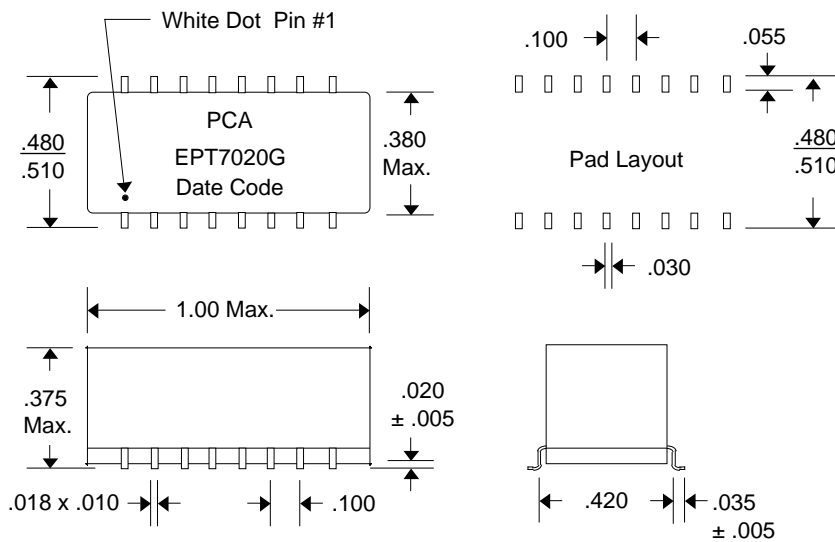 White Dot Pin #1
.480
.510
PCA
EPT7020G
Date Code
.380
Max.
.100
.055
Pad Layout
.480
.510
.030
1.00 Max.
.375
Max.
.020
± .005
.018 x .010
.100
.420
.035
± .005